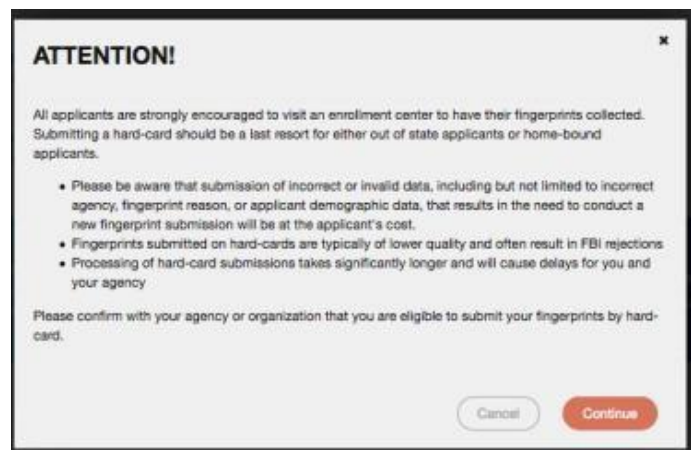 ATTENTION!
All applicants are strongly encouraged to visit an enrollment center to have their fingerprints collected.
Submitting a hard-card should be a last resort for either out of state applicants or home-bound
applicants.
• Please be aware that submission of incorrect or invalid data, including but not limited to incorrect
agency, fingerprint reason, or applicant demographic data, that results in the need to conduct a
new fingerprint submission will be at the applicant's cost.
• Fingerprints submitted on hard-cards are typically of lower quality and often result in FBI rejections
• Processing of hard-card submissions takes significantly longer and will cause delays for you and
your agency
Please confirm with your agency or organization that you are eligible to submit your fingerprints by hard-
card.
Cancel Continue